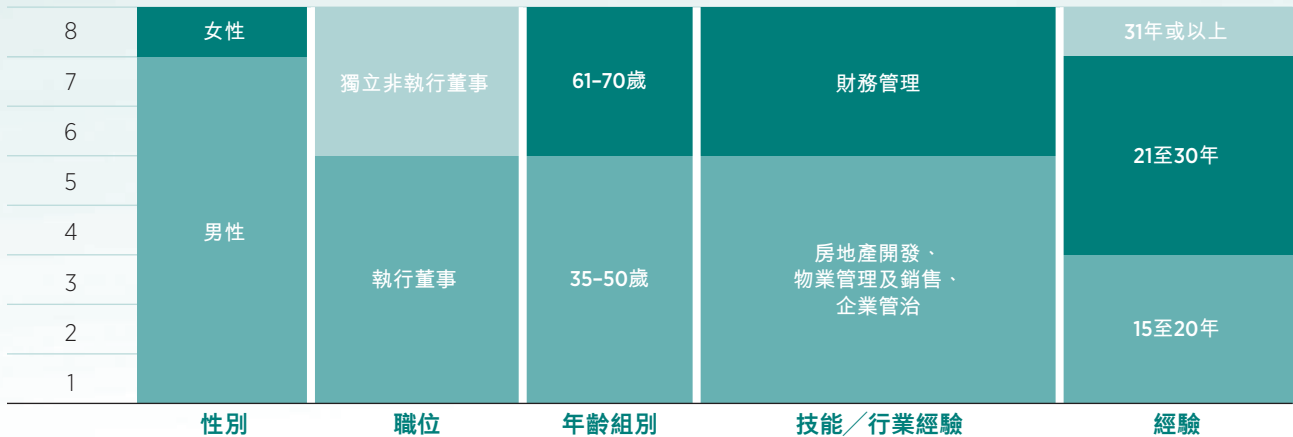 8
女性
31年或以上
7
獨立非執行董事
61–70歲
財務管理
6
21至30年
5
4
男性
房地產開發、
物業管理及銷售、
企業管治
3
執行董事
35–50歲
2
15至20年
1
性別
職位
年齡組別
技能／行業經驗
經驗